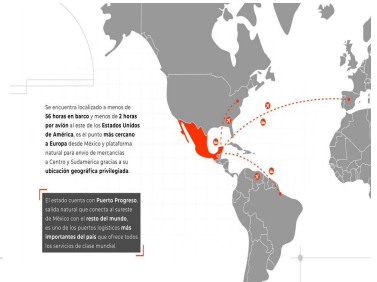 Se encuentra localizado a menos de
56 horas en barco y menos de 2 horas
por avión al este de los Estados Unidos
de América, es el punto más cercano
a Europa desde México y plataforma
natural para envío de mercancías
a Centro y Sudamérica gracias a su
ubicación geográfica privilegiada.
El estado cuenta con Puerto Progreso,
salida natural que conecta al sureste
de México con el resto del mundo,
es uno de los puertos logísticos más
importantes del país que ofrece todos
los servicios de clase mundial.